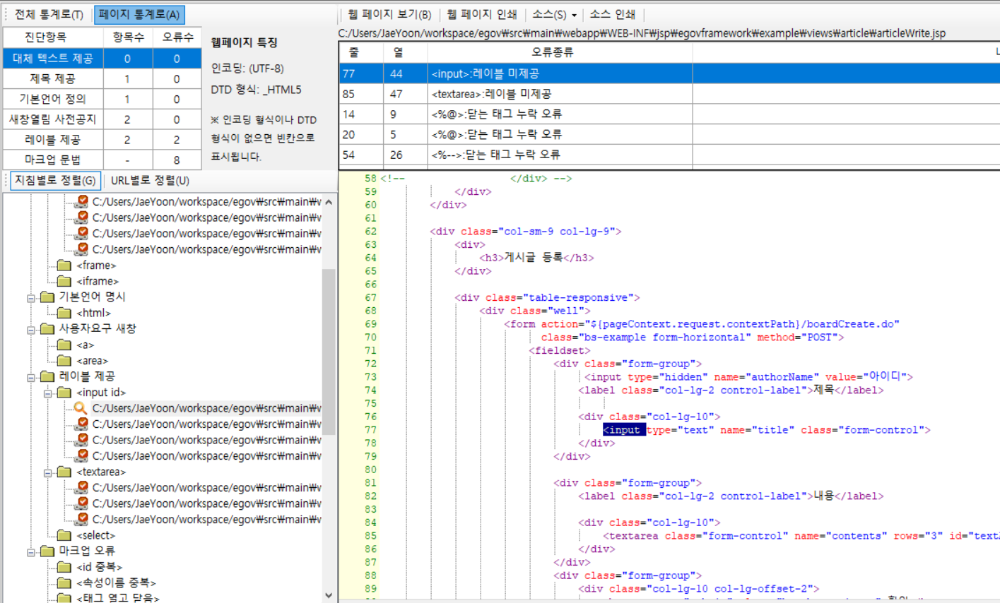 전체 통계로(T) 페이지 통계로(A)
진단항목 항목수 오류수
대체 텍스트 제공 0 0
제목 제공 1 0
기본언어 정의 1 0
새창열림 사전공지 2 0
레이블 제공 2 2
마크업 문법 - 8
웹페이지 특징
인코딩: (UTF-8)
DTD 형식: _HTML5
※ 인코딩 형식이나 DTD
형식이 없으면 빈칸으로
표시됩니다.
지침별로 정렬(G) URL별로 정렬(U)
C:/Users/JaeYoon/workspace/egov₩src₩main₩v
C:/Users/JaeYoon/workspace/egov₩src₩main₩v
C:/Users/JaeYoon/workspace/egov₩src₩main₩v
C:/Users/JaeYoon/workspace/egov₩src₩main₩v
<frame>
<iframe>
기본언어 명시
<html>
사용자요구 새창
<a>
<area>
레이블 제공
<input id>
C:/Users/JaeYoon/workspace/egov₩src₩main₩v
C:/Users/JaeYoon/workspace/egov₩src₩main₩v
C:/Users/JaeYoon/workspace/egov₩src₩main₩v
C:/Users/JaeYoon/workspace/egov₩src₩main₩v
<textarea>
C:/Users/JaeYoon/workspace/egov₩src₩main₩v
C:/Users/JaeYoon/workspace/egov₩src₩main₩v
C:/Users/JaeYoon/workspace/egov₩src₩main₩v
<select>
마크업 오류
<id 중복>
<속성이름 중복>
<태그 열고 닫음>
웹 페이지 보기(B) 웹 페이지 인쇄 소스(S) 소스 인쇄
C:/Users/JaeYoon/workspace/egov₩src₩main₩webapp₩WEB-INF₩jsp₩egovframework₩example₩views₩article₩articleWrite.jsp
줄 열 오류종류
77 44 <input>:레이블 미제공
85 47 <textarea>:레이블 미제공
14 9 <%@>:닫는 태그 누락 오류
20 5 <%@>:닫는 태그 누락 오류
54 26 <%-->:닫는 태그 누락 오류
58 <!-- </div> -->
59 </div>
60 </div>
61
62 <div class="col-sm-9 col-lg-9">
63 <div>
64 <h3>게시글 등록</h3>
65 </div>
66
67 <div class="table-responsive">
68 <div class="well">
69 <form action="${pageContext.request.contextPath}/boardCreate.do"
70 class="bs-example form-horizontal" method="POST">
71 <fieldset>
72 <div class="form-group">
73 <input type="hidden" name="authorName" value="아이디">
74 <label class="col-lg-2 control-label">제목</label>
75
76 <div class="col-lg-10">
77 <input type="text" name="title" class="form-control">
78 </div>
79 </div>
80
81 <div class="form-group">
82 <label class="col-lg-2 control-label">내용</label>
83
84 <div class="col-lg-10">
85 <textarea class="form-control" name="contents" rows="3" id="text
86 </div>
87 </div>
88 <div class="form-group">
89 <div class="col-lg-10 col-lg-offset-2">